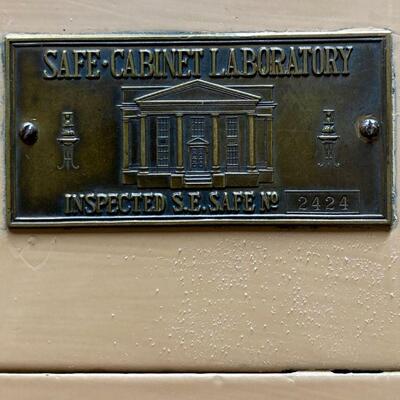 SAFE·CABINET LABORATORY
INSPECTED S.E. SAFE Nº 2424